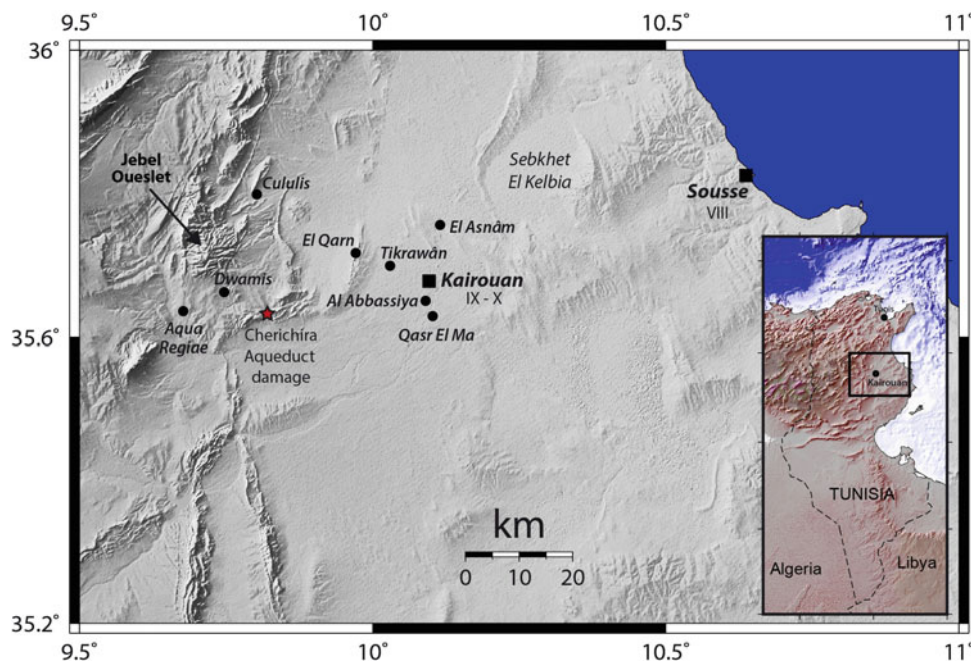 9.5˚
10˚
10.5˚
11˚
36˚
Jebel
Oueslet
Cululis
Sebkhet
El Kelbia
Sousse
VIII
El Asnâm
El Qarn
Tikrawân
Kairouan
IX - X
Dwamis
Al Abbassiya
Aqua
Regiae
Qasr El Ma
Cherichira
Aqueduct
damage
35.6˚
Tunis
Kairouan
TUNISIA
Algeria
Libya
km
0
5
10
20
35.2˚
9.5˚
10˚
10.5˚
11˚